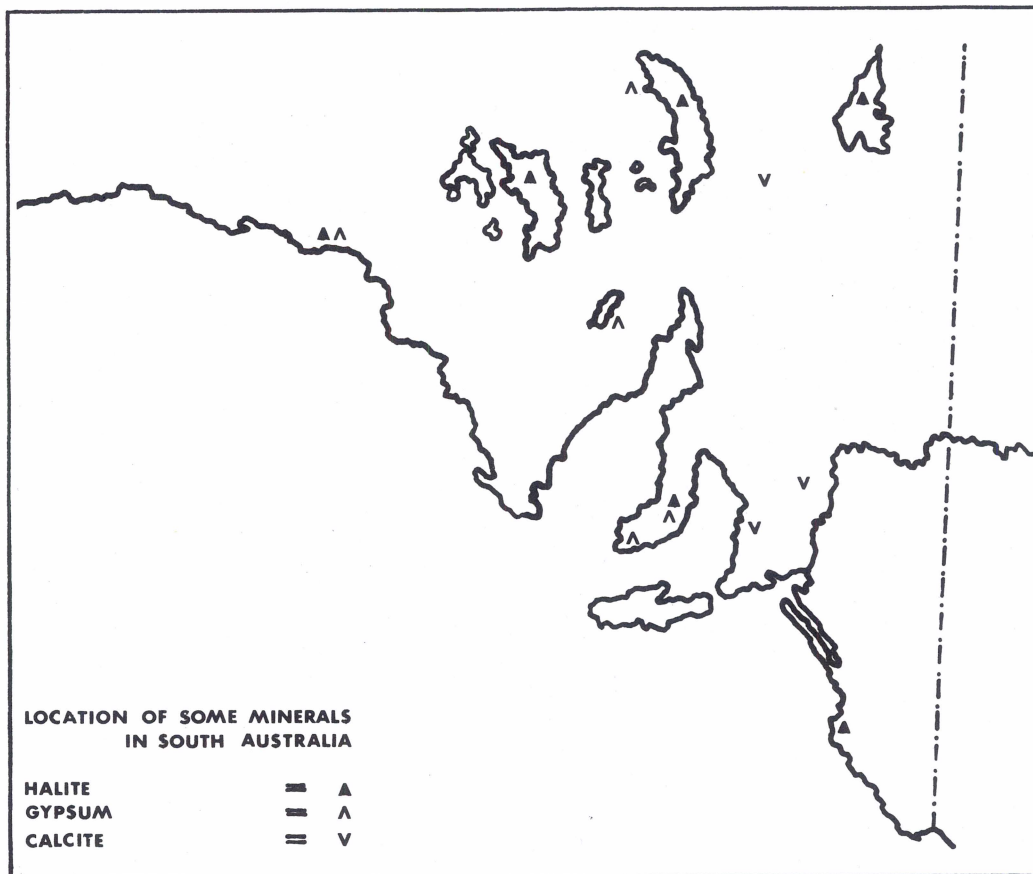 LOCATION OF SOME MINERALS
IN SOUTH AUSTRALIA
HALITE = ▲
GYPSUM = ∧
CALCITE = ∨